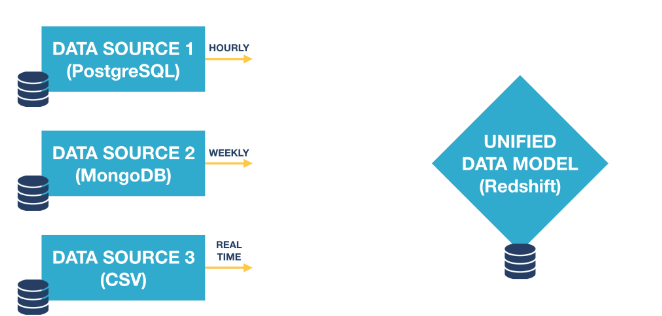 DATA SOURCE 1
(PostgreSQL)
HOURLY
DATA SOURCE 2
(MongoDB)
WEEKLY
DATA SOURCE 3
(CSV)
REAL
TIME
UNIFIED
DATA MODEL
(Redshift)